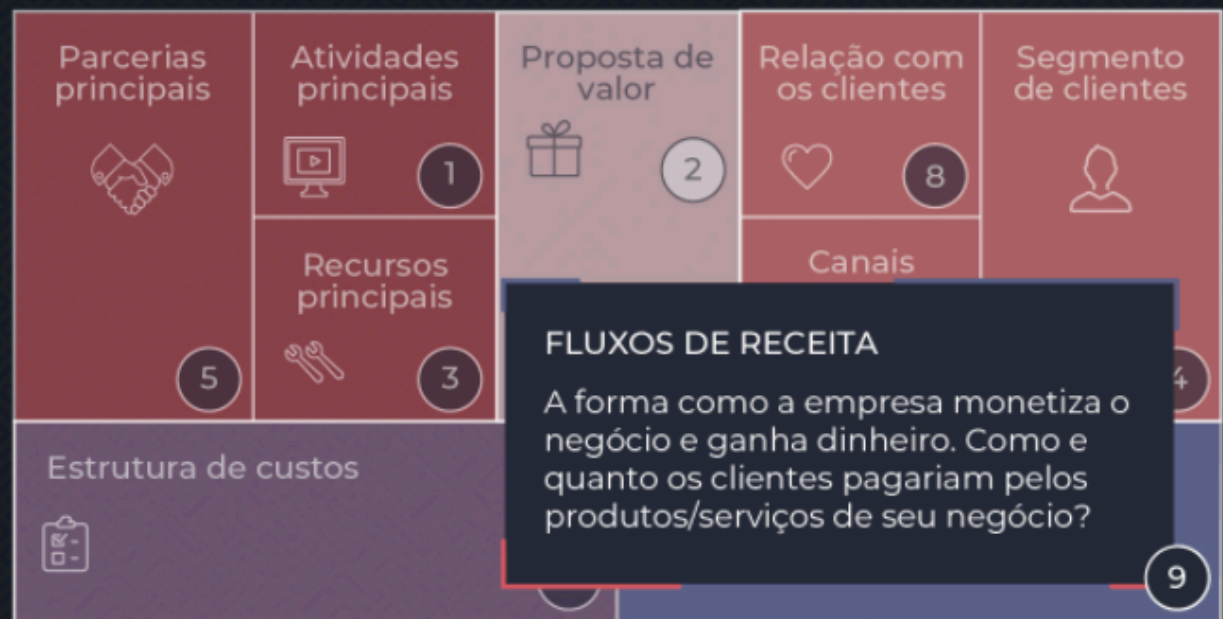 Parcerias
principais
5
Atividades
principais
1
Recursos
principais
3
Proposta de
valor
2
Relação com
os clientes
8
Canais
Segmento
de clientes
4
Estrutura de custos
FLUXOS DE RECEITA
A forma como a empresa monetiza o
negócio e ganha dinheiro. Como e
quanto os clientes pagariam pelos
produtos/serviços de seu negócio?
9